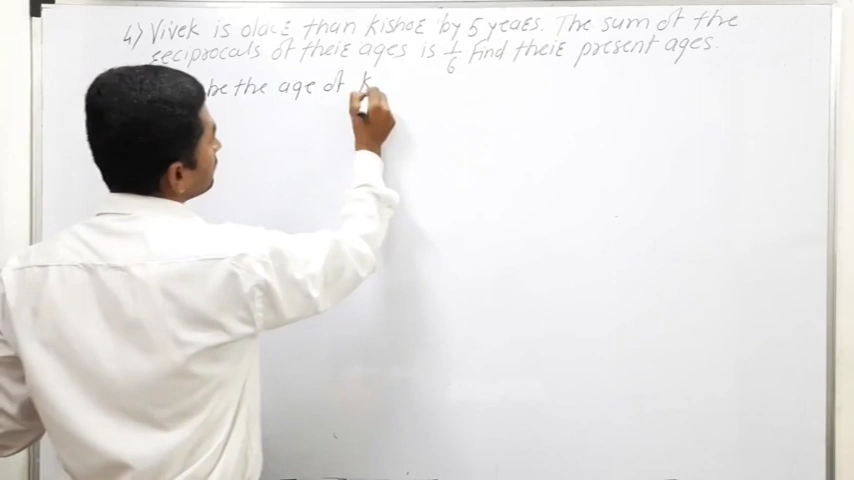 4) Vivek is older than Kishor by 5 years. The sum of the
reciprocals of their ages is 1/6 Find their present ages.
be the age of K